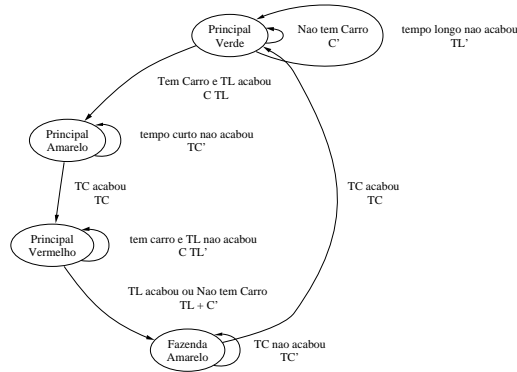 Principal
Verde
Nao tem Carro
C'
tempo longo nao acabou
TL'
Tem Carro e TL acabou
C TL
Principal
Amarelo
tempo curto nao acabou
TC'
TC acabou
TC
TC acabou
TC
Principal
Vermelho
tem carro e TL nao acabou
C TL'
TL acabou ou Nao tem Carro
TL + C'
Fazenda
Amarelo
TC nao acabou
TC'